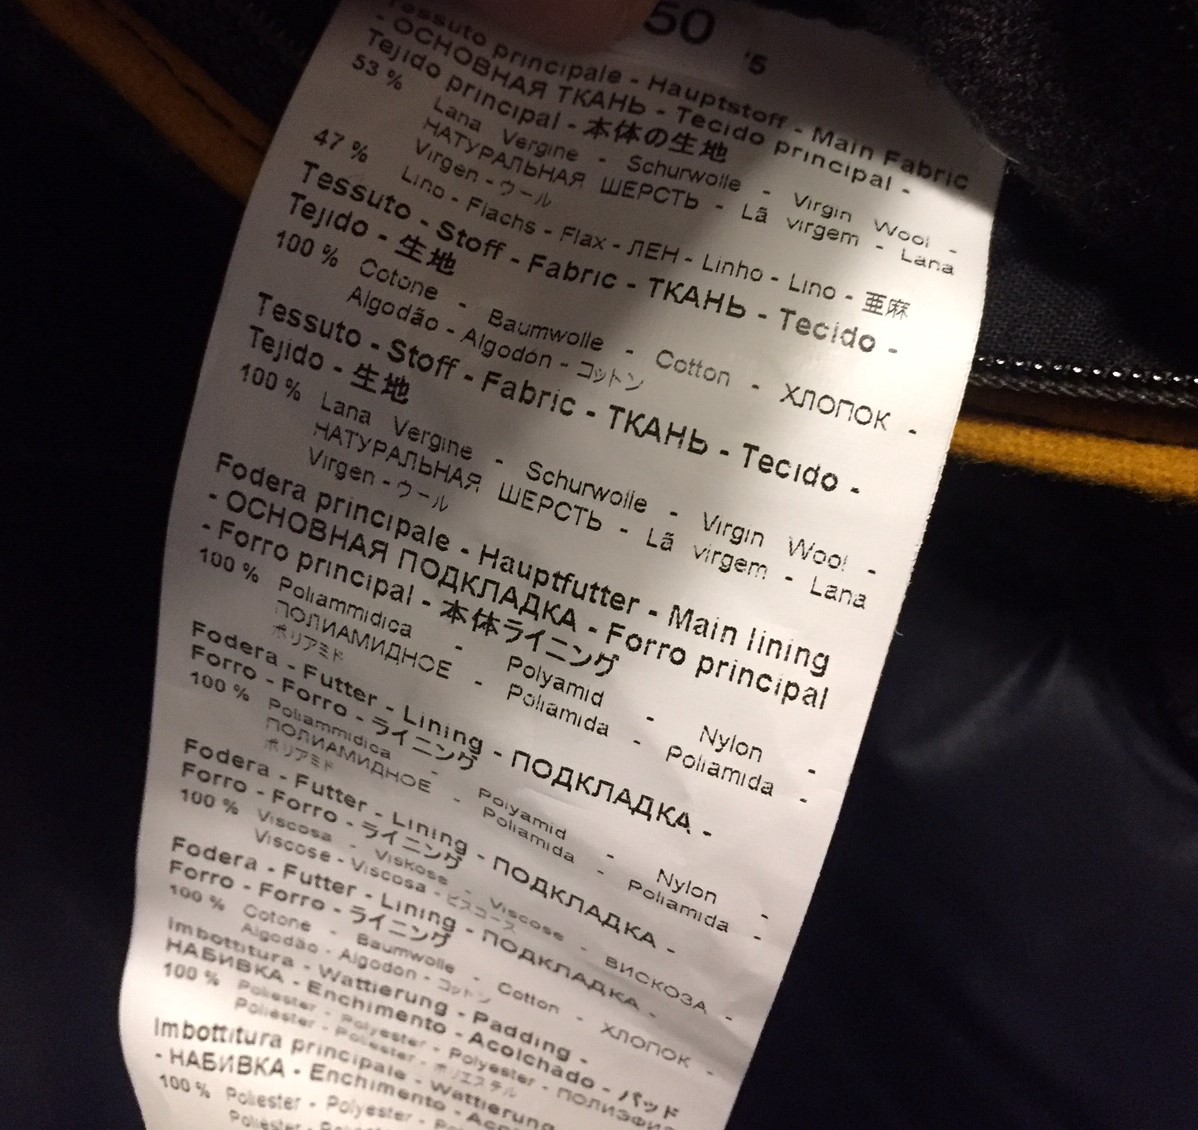 50
'5
Tessuto principale - Hauptstoff - Main Fabric
- ОСНОВНАЯ ТКАНЬ - Tecido principal -
Tejido principal - 本体の生地
53 %
Lana Vergine - Schurwolle - Virgin Wool -
НАТУРАЛЬНАЯ ШЕРСТЬ - Lã virgem - Lana
Virgen - ウール
47 %
Lino - Flachs - Flax - ЛЕН - Linho - Lino - 亜麻
Tessuto - Stoff - Fabric - ТКАНЬ - Tecido -
Tejido - 生地
100 % Cotone - Baumwolle - Cotton - ХЛОПОК -
Algodão - Algodón - コットン
Tessuto - Stoff - Fabric - ТКАНЬ - Tecido -
Tejido - 生地
100 % Lana Vergine - Schurwolle - Virgin Wool -
НАТУРАЛЬНАЯ ШЕРСТЬ - Lã virgem - Lana
Virgen - ウール
Fodera principale - Hauptfutter - Main lining
- ОСНОВНАЯ ПОДКЛАДКА - Forro principal
- Forro principal - 本体ライニング
100 % Poliammidica - Polyamid - Nylon -
ПОЛИАМИДНОЕ - Poliamida - Poliamida -
ポリアミド
Fodera - Futter - Lining - ПОДКЛАДКА -
Forro - Forro - ライニング
100 % Poliammidica - Polyamid - Nylon -
ПОЛИАМИДНОЕ - Poliamida - Poliamida -
ポリアミド
Fodera - Futter - Lining - ПОДКЛАДКА -
Forro - Forro - ライニング
100 % Viscosa - Viskose - Viscose - ВИСКОЗА -
Viscose - Viscosa - ビスコース
Fodera - Futter - Lining - ПОДКЛАДКА -
Forro - Forro - ライニング
100 % Cotone - Baumwolle - Cotton - ХЛОПОК -
Algodão - Algodón - コットン
Imbottitura - Wattierung - Padding -
НАБИВКА - Enchimento - Acolchado - パッド
100 % Poliester - Polyester - Polyester -
Poliéster - Poliester - ポリエステル
Imbottitura principale - Wattierung
- НАБИВКА - Enchimento -
100 % Poliester - Polyester -